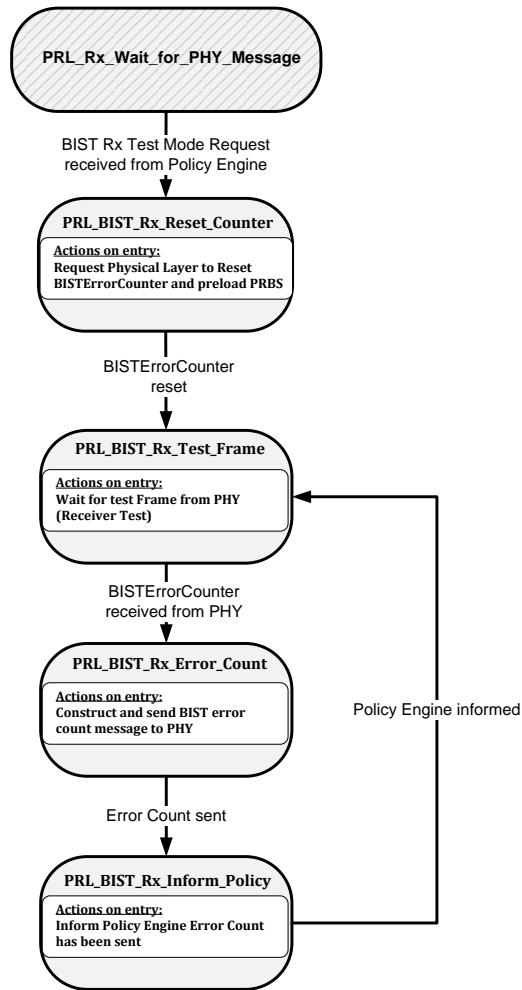 PRL_Rx_Wait_for_PHY_Message
BIST Rx Test Mode Request
received from Policy Engine
PRL_BIST_Rx_Reset_Counter
Actions on entry:
Request Physical Layer to Reset
BISTErrorCounter and preload PRBS
BISTErrorCounter
reset
PRL_BIST_Rx_Test_Frame
Actions on entry:
Wait for test Frame from PHY
(Receiver Test)
BISTErrorCounter
received from PHY
PRL_BIST_Rx_Error_Count
Actions on entry:
Construct and send BIST error
count message to PHY
Policy Engine informed
Error Count sent
PRL_BIST_Rx_Inform_Policy
Actions on entry:
Inform Policy Engine Error Count
has been sent